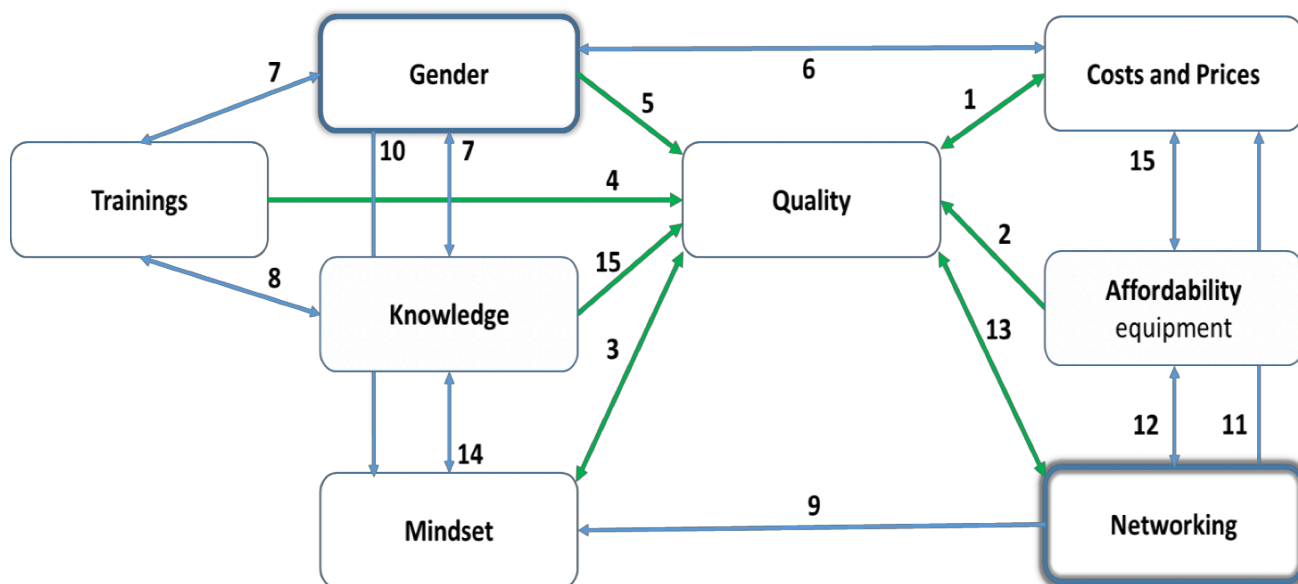 Gender
Costs and Prices
7
6
5
1
10
7
15
Trainings
4
Quality
2
8
15
Knowledge
Affordability
equipment
3
13
14
12
11
9
Mindset
Networking